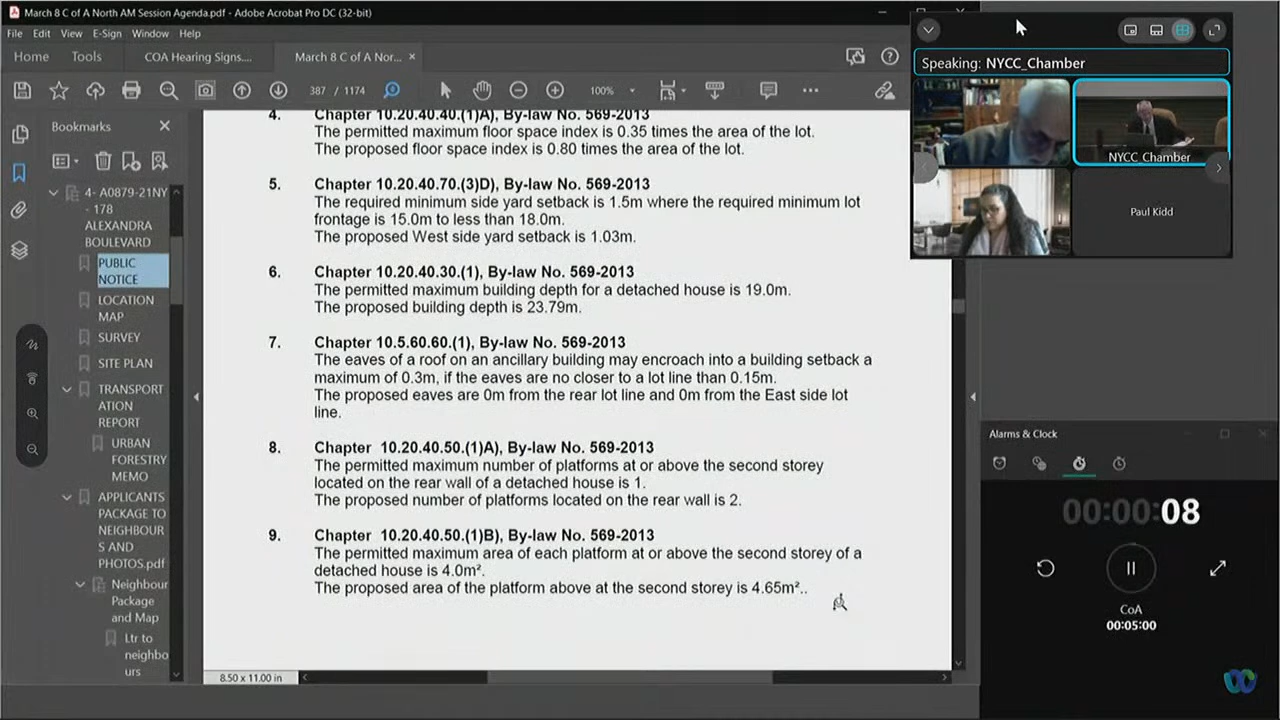 March 8 C of A North AM Session Agenda.pdf - Adobe Acrobat Pro DC (32-bit)
File Edit View E-Sign Window Help
Home Tools COA Hearing Signs.... March 8 C of A Nor... ×
387 / 1174 100%
Bookmarks
4- A0879-21NY
- 178
ALEXANDRA
BOULEVARD
PUBLIC
NOTICE
LOCATION
MAP
SURVEY
SITE PLAN
TRANSPORT
ATION
REPORT
URBAN
FORESTRY
MEMO
APPLICANTS
PACKAGE TO
NEIGHBOUR
S AND
PHOTOS.pdf
Neighbour
Package
and Map
Ltr to
neighbo
urs
4. Chapter 10.20.40.40.(1)A), By-law No. 569-2013
The permitted maximum floor space index is 0.35 times the area of the lot.
The proposed floor space index is 0.80 times the area of the lot.
5. Chapter 10.20.40.70.(3)D), By-law No. 569-2013
The required minimum side yard setback is 1.5m where the required minimum lot
frontage is 15.0m to less than 18.0m.
The proposed West side yard setback is 1.03m.
6. Chapter 10.20.40.30.(1), By-law No. 569-2013
The permitted maximum building depth for a detached house is 19.0m.
The proposed building depth is 23.79m.
7. Chapter 10.5.60.60.(1), By-law No. 569-2013
The eaves of a roof on an ancillary building may encroach into a building setback a
maximum of 0.3m, if the eaves are no closer to a lot line than 0.15m.
The proposed eaves are 0m from the rear lot line and 0m from the East side lot
line.
8. Chapter 10.20.40.50.(1)A), By-law No. 569-2013
The permitted maximum number of platforms at or above the second storey
located on the rear wall of a detached house is 1.
The proposed number of platforms located on the rear wall is 2.
9. Chapter 10.20.40.50.(1)B), By-law No. 569-2013
The permitted maximum area of each platform at or above the second storey of a
detached house is 4.0m².
The proposed area of the platform above at the second storey is 4.65m²..
8.50 x 11.00 in
Speaking: NYCC_Chamber
NYCC_Chamber
Paul Kidd
Alarms & Clock
00:00:08
CoA
00:05:00